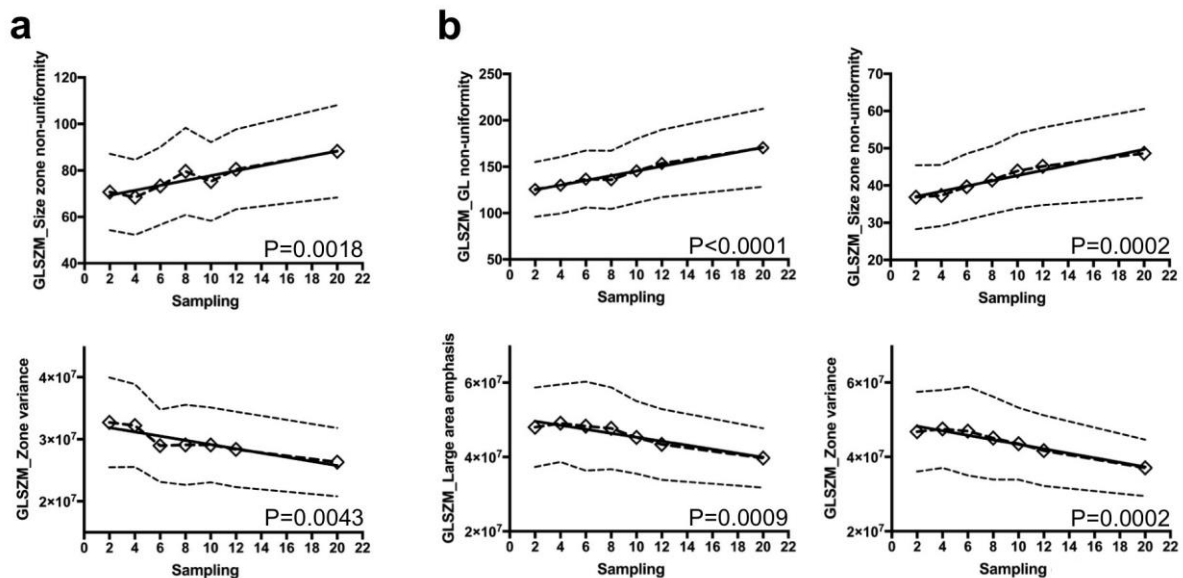 a
b
GLSZM_Size zone non-uniformity
120
100
80
60
40
P=0.0018
0 2 4 6 8 10 12 14 16 18 20 22
Sampling
GLSZM_GL non-uniformity
250
200
150
100
50
P<0.0001
0 2 4 6 8 10 12 14 16 18 20 22
Sampling
GLSZM_Size zone non-uniformity
70
60
50
40
30
20
P=0.0002
0 2 4 6 8 10 12 14 16 18 20 22
Sampling
GLSZM_Zone variance
4×10⁷
3×10⁷
2×10⁷
P=0.0043
0 2 4 6 8 10 12 14 16 18 20 22
Sampling
GLSZM_Large area emphasis
6×10⁷
4×10⁷
2×10⁷
P=0.0009
0 2 4 6 8 10 12 14 16 18 20 22
Sampling
GLSZM_Zone variance
6×10⁷
4×10⁷
2×10⁷
P=0.0002
0 2 4 6 8 10 12 14 16 18 20 22
Sampling